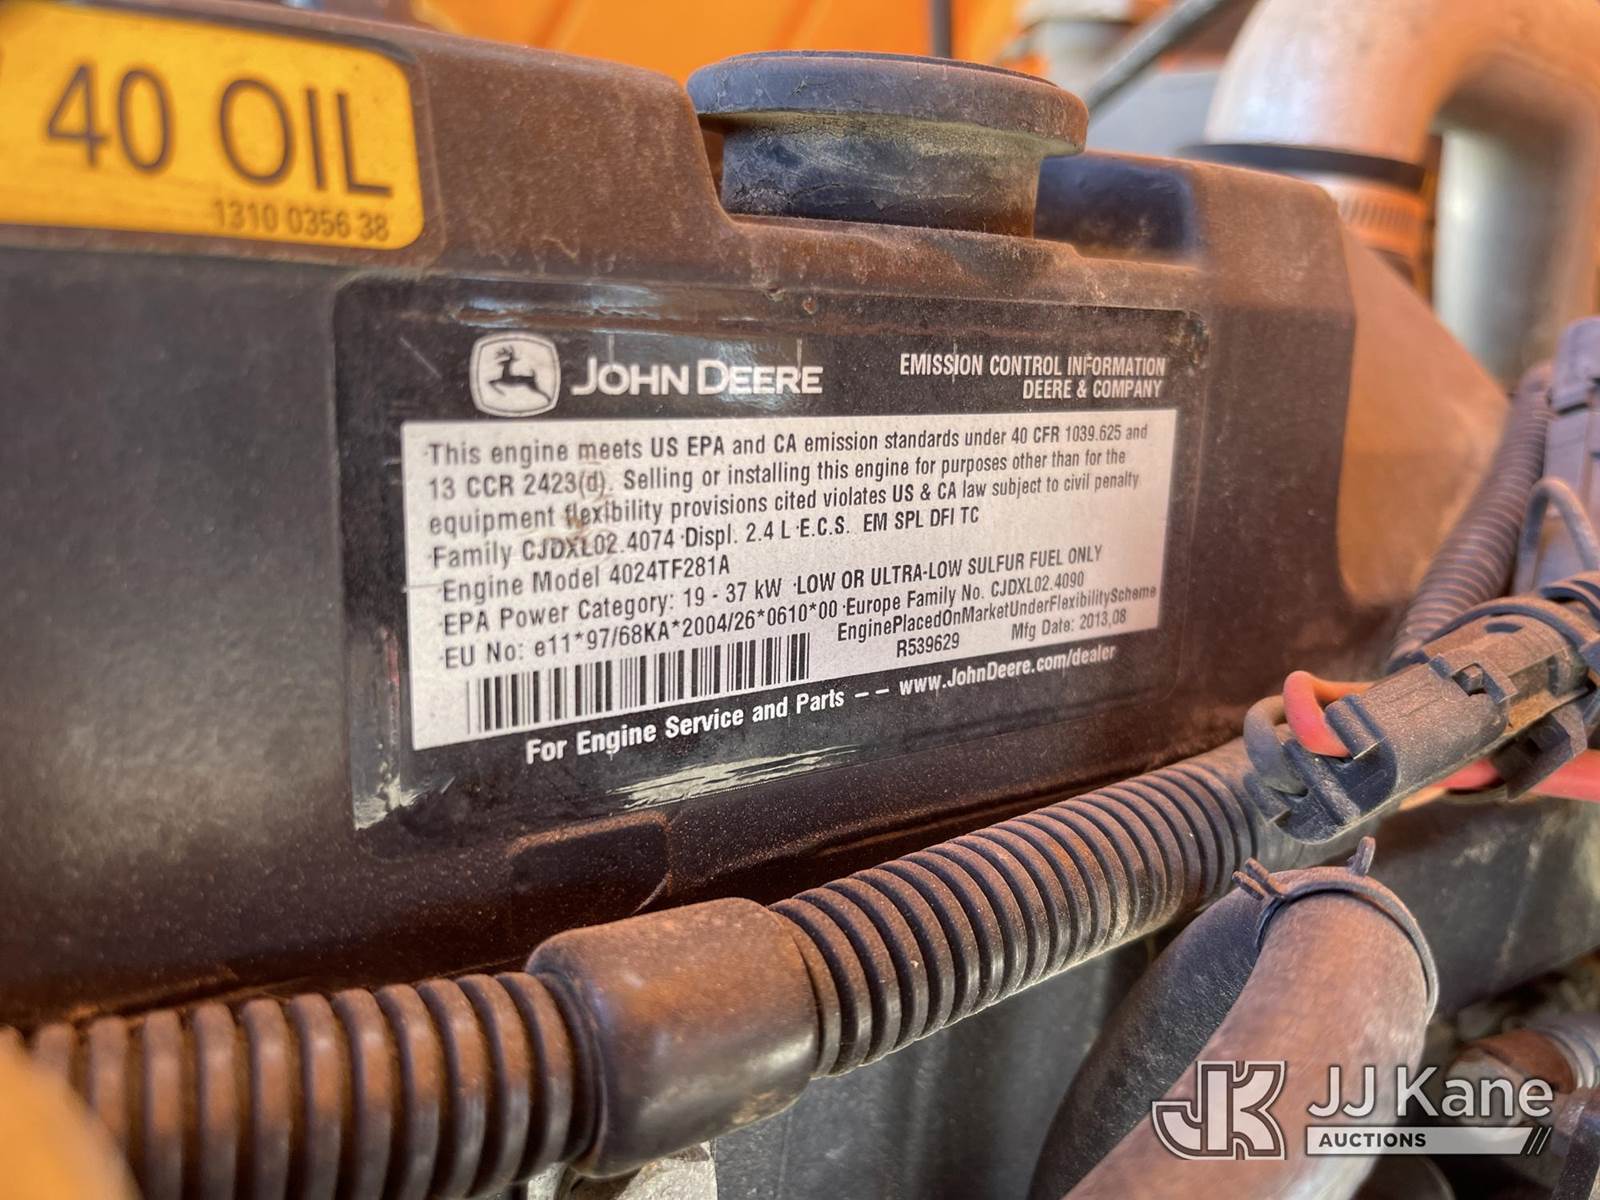 40 OIL
1310 0356 38
JOHN DEERE
EMISSION CONTROL INFORMATION
DEERE & COMPANY
This engine meets US EPA and CA emission standards under 40 CFR 1039.625 and
13 CCR 2423(d). Selling or installing this engine for purposes other than for the
equipment flexibility provisions cited violates US & CA law subject to civil penalty
Family CJDXL02.4074 Displ. 2.4 L E.C.S. EM SPL DFI TC
Engine Model 4024TF281A
EPA Power Category: 19 - 37 kW LOW OR ULTRA-LOW SULFUR FUEL ONLY
EU No: e11*97/68KA*2004/26*0610*00 Europe Family No. CJDXL02.4090
EnginePlacedOnMarketUnderFlexibilityScheme
R539629 Mfg Date: 2013,08
For Engine Service and Parts -- www.JohnDeere.com/dealer
JK JJ Kane
AUCTIONS